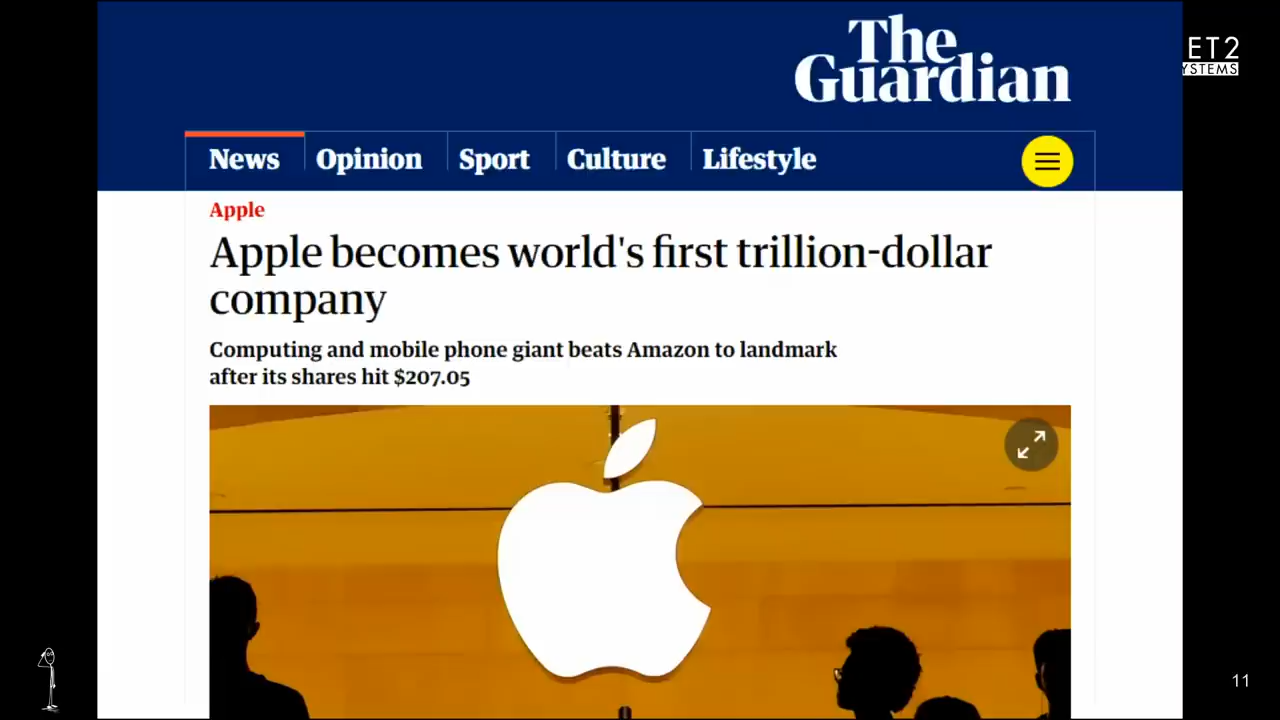 The
Guardian
ET2
YSTEMS
News
Opinion
Sport
Culture
Lifestyle
Apple
Apple becomes world's first trillion-dollar
company
Computing and mobile phone giant beats Amazon to landmark
after its shares hit $207.05
11